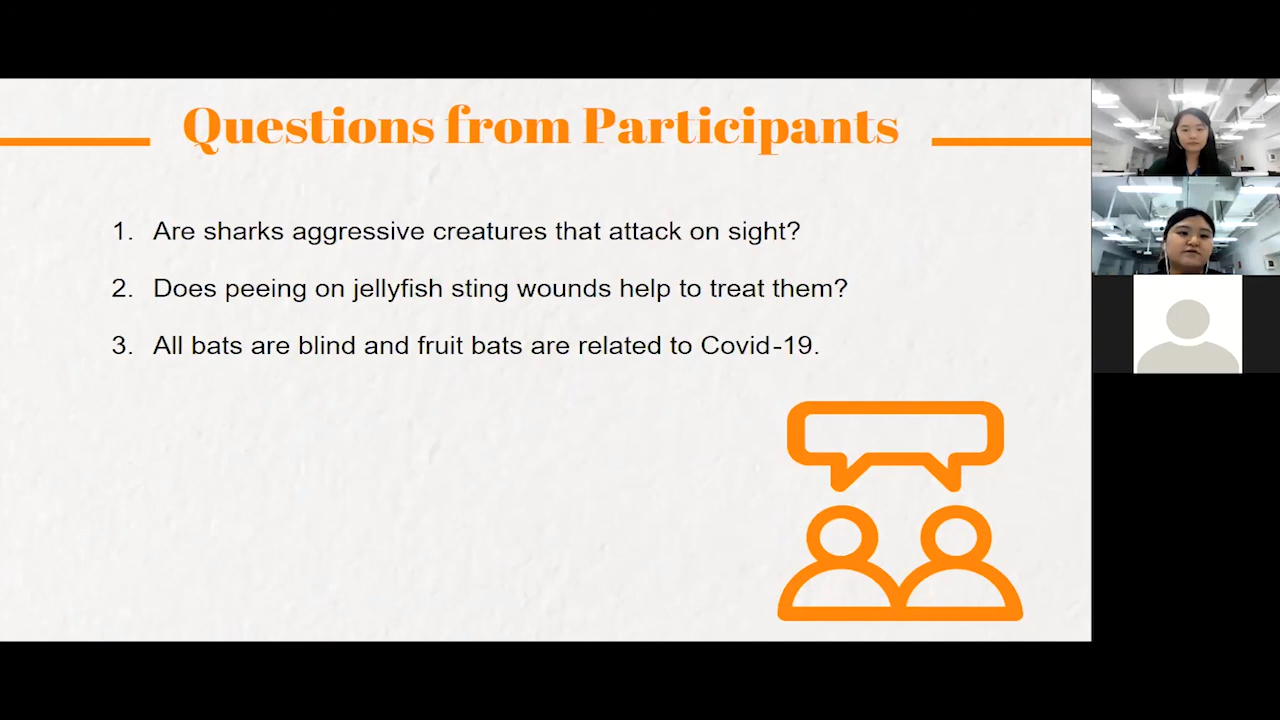 Questions from Participants
1. Are sharks aggressive creatures that attack on sight?
2. Does peeing on jellyfish sting wounds help to treat them?
3. All bats are blind and fruit bats are related to Covid-19.